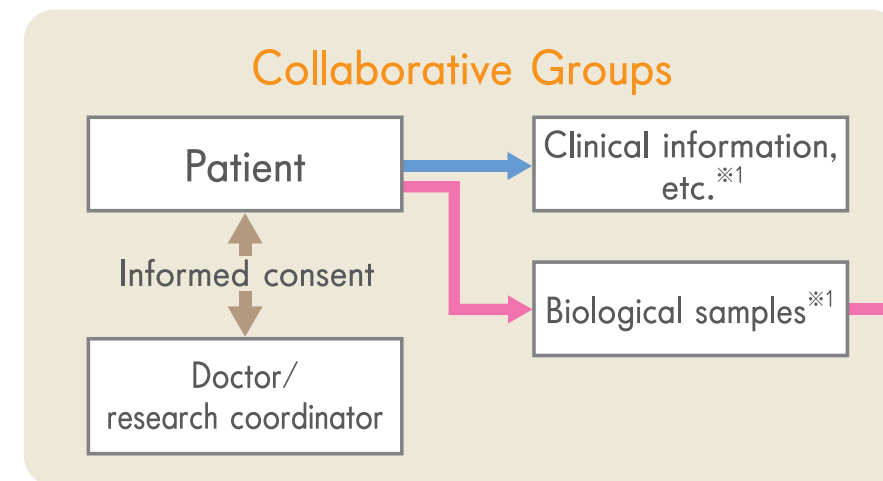 Collaborative Groups
Patient
Clinical information,
etc.※1
Informed consent
Biological samples※1
Doctor/
research coordinator